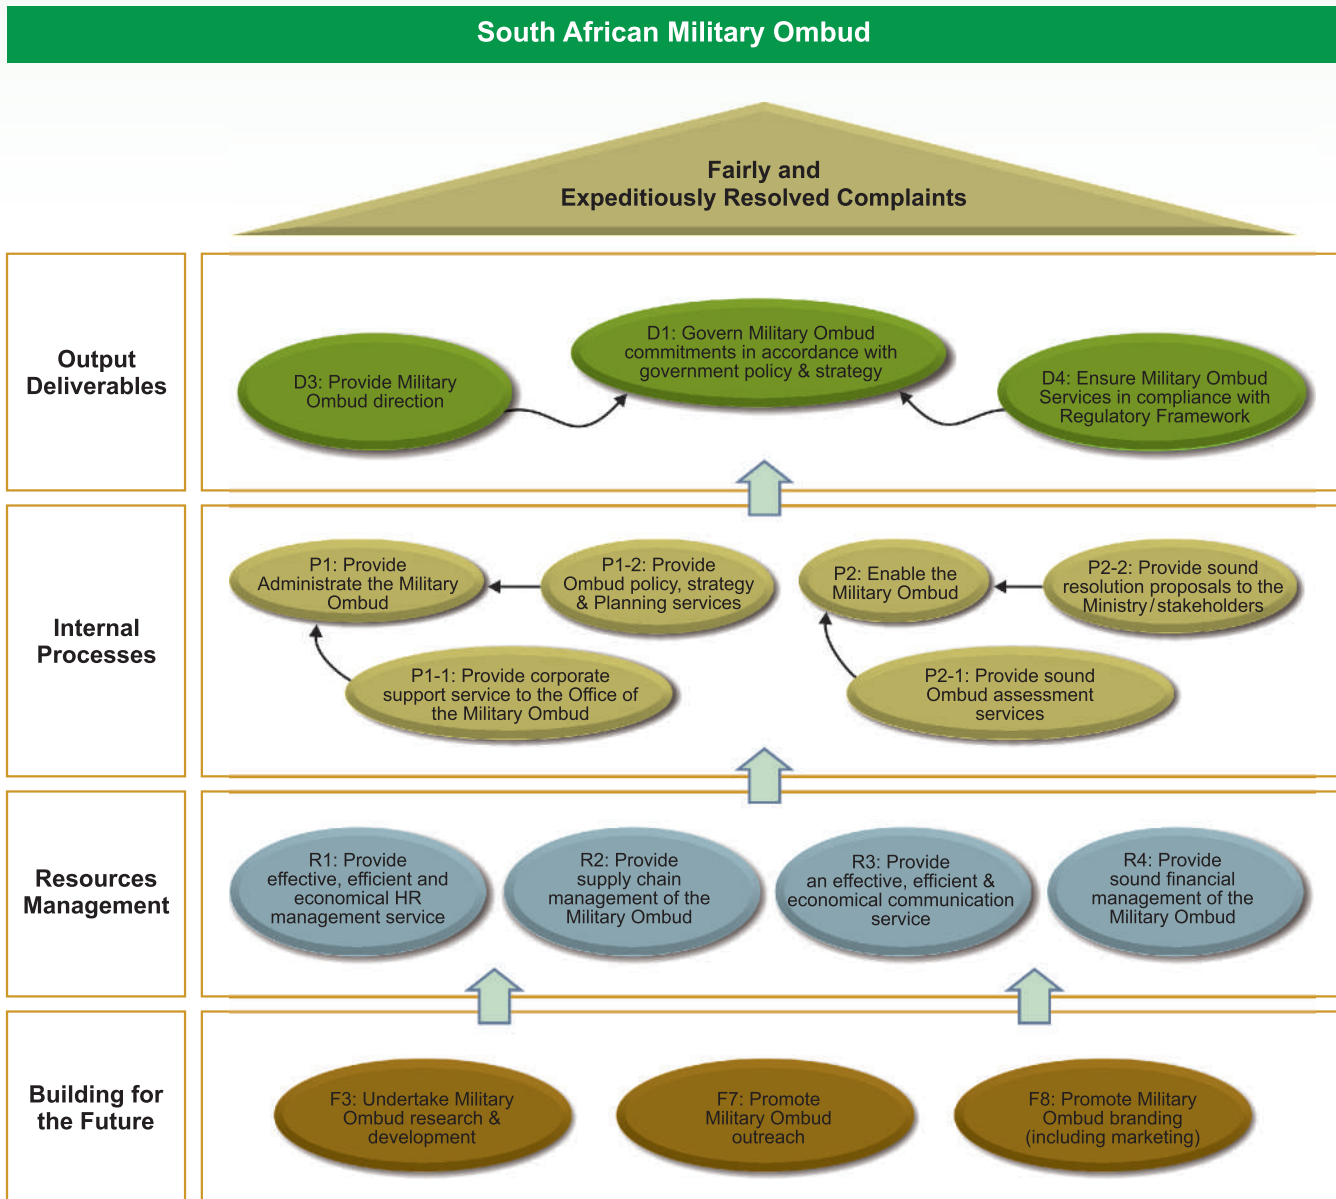 South African Military Ombud
Fairly and
Expeditiously Resolved Complaints
Output
Deliverables
D3: Provide Military
Ombud direction
D1: Govern Military Ombud
commitments in accordance with
government policy & strategy
D4: Ensure Military Ombud
Services in compliance with
Regulatory Framework
Internal
Processes
P1: Provide
Administrate the Military
Ombud
P1-2: Provide
Ombud policy, strategy
& Planning services
P2: Enable the
Military Ombud
P2-2: Provide sound
resolution proposals to the
Ministry/stakeholders
P1-1: Provide corporate
support service to the Office of
the Military Ombud
P2-1: Provide sound
Ombud assessment
services
Resources
Management
R1: Provide
effective, efficient and
economical HR
management service
R2: Provide
supply chain
management of the
Military Ombud
R3: Provide
an effective, efficient &
economical communication
service
R4: Provide
sound financial
management of the
Military Ombud
Building for
the Future
F3: Undertake Military
Ombud research &
development
F7: Promote
Military Ombud
outreach
F8: Promote Military
Ombud branding
(including marketing)